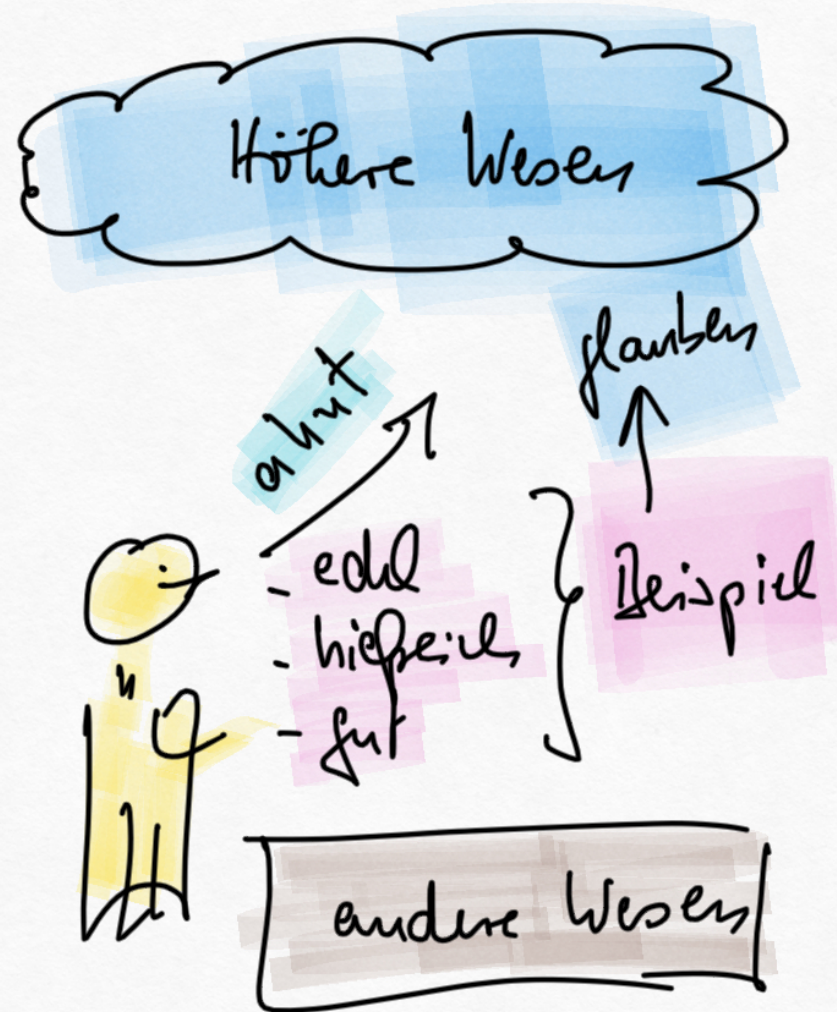 Höhere Wesen
ahnt
glauben
- edel
- hilfreich
- gut
Beispiel
andere Wesen